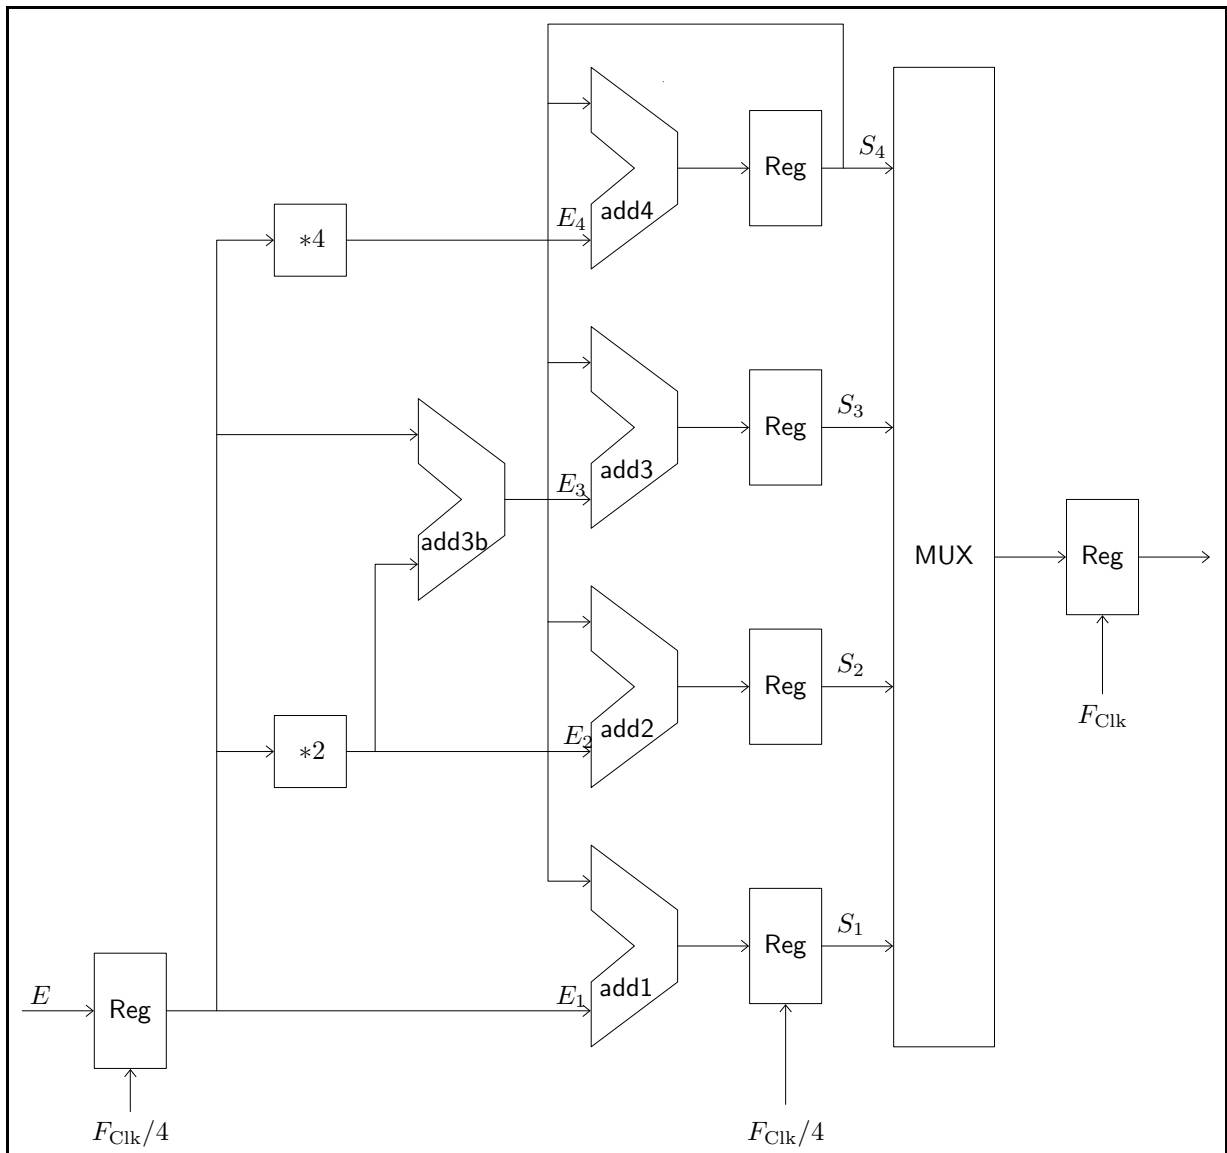 S₄
Reg
add4
E₄
∗4
S₃
Reg
add3
E₃
add3b
MUX
Reg
S₂
Reg
add2
E₂
∗2
F_Clk
S₁
Reg
add1
E₁
E
Reg
F_Clk/4
F_Clk/4